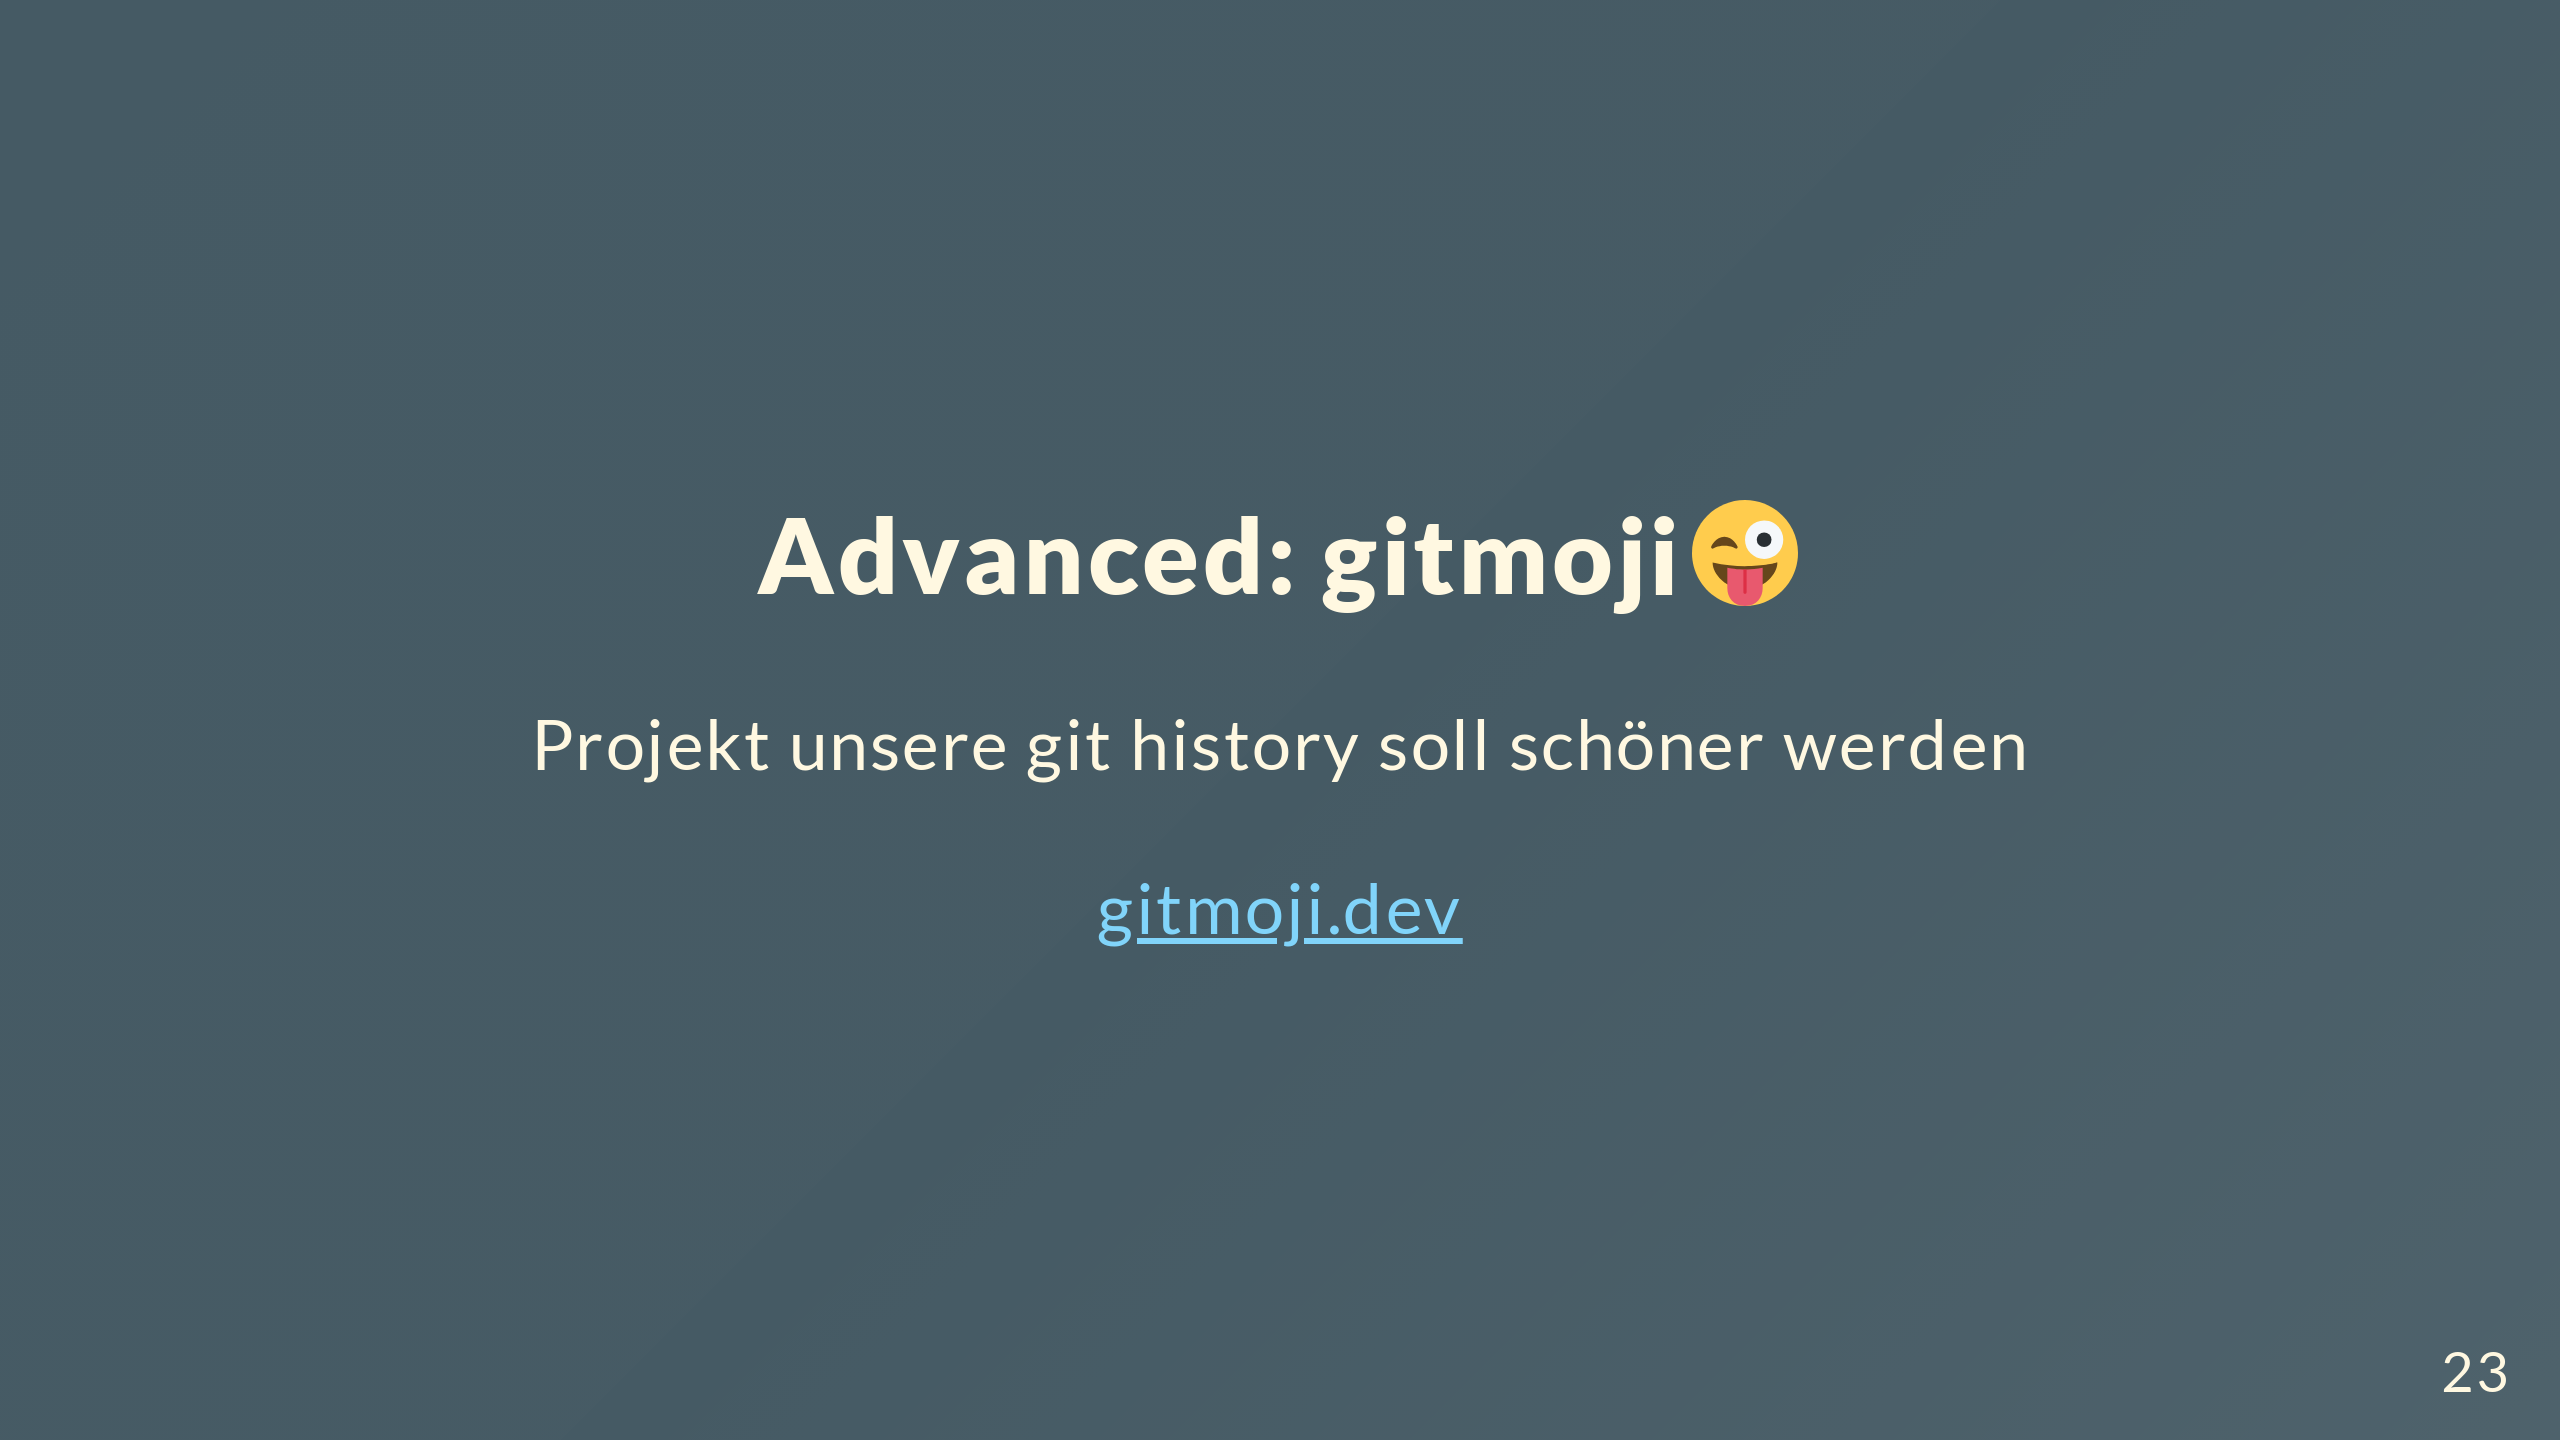 Advanced: gitmoji😜
Projekt unsere git history soll schöner werden
gitmoji.dev
23